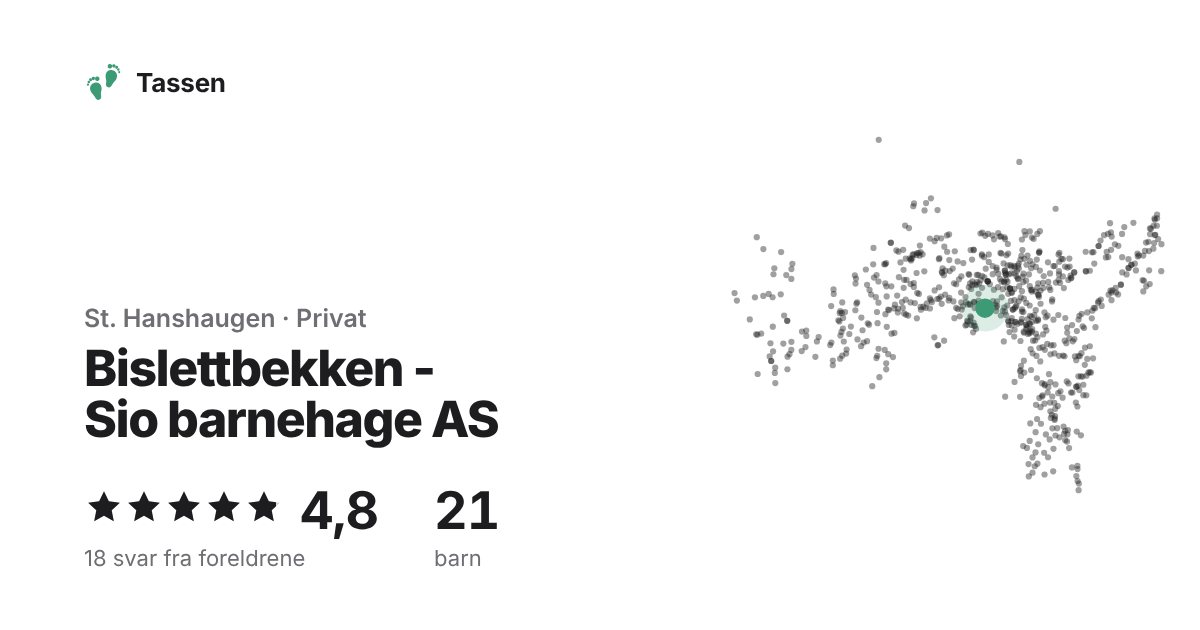 Tassen
St. Hanshaugen · Privat
Bislettbekken -
Sio barnehage AS
4,8
18 svar fra foreldrene
21
barn